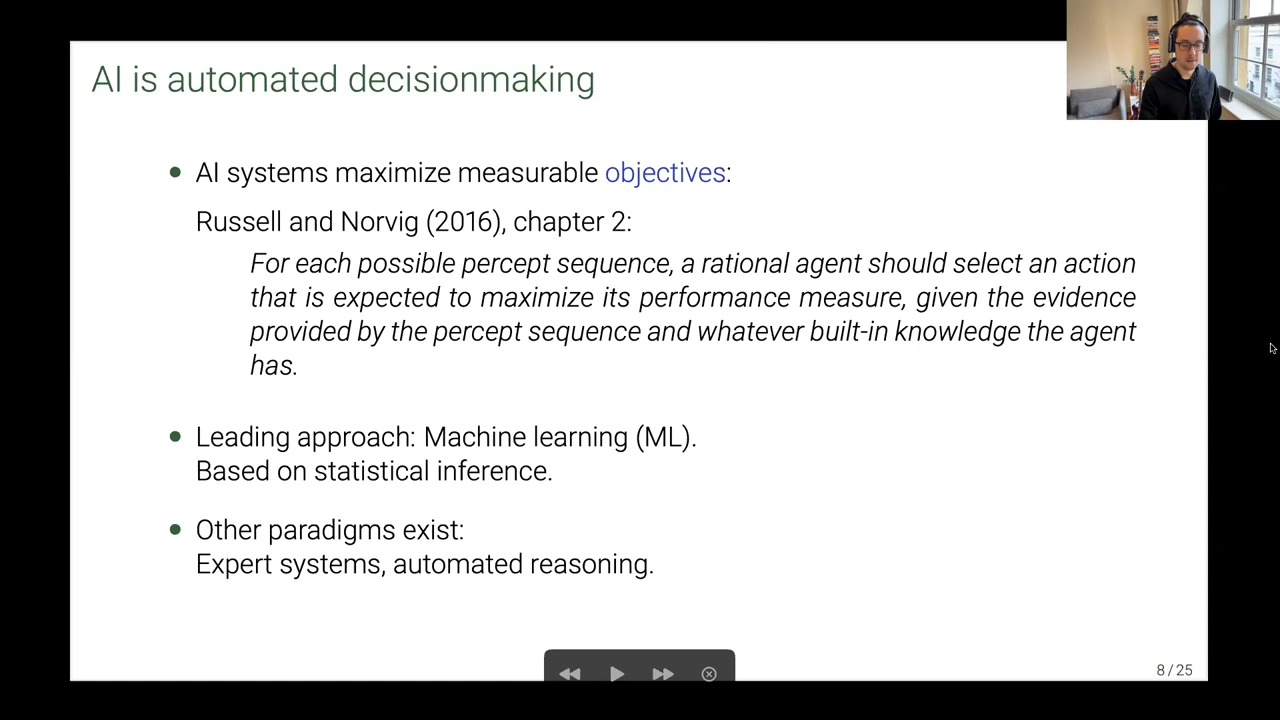 AI is automated decisionmaking
• AI systems maximize measurable objectives:
Russell and Norvig (2016), chapter 2:
For each possible percept sequence, a rational agent should select an action
that is expected to maximize its performance measure, given the evidence
provided by the percept sequence and whatever built-in knowledge the agent
has.
• Leading approach: Machine learning (ML).
Based on statistical inference.
• Other paradigms exist:
Expert systems, automated reasoning.
8 / 25